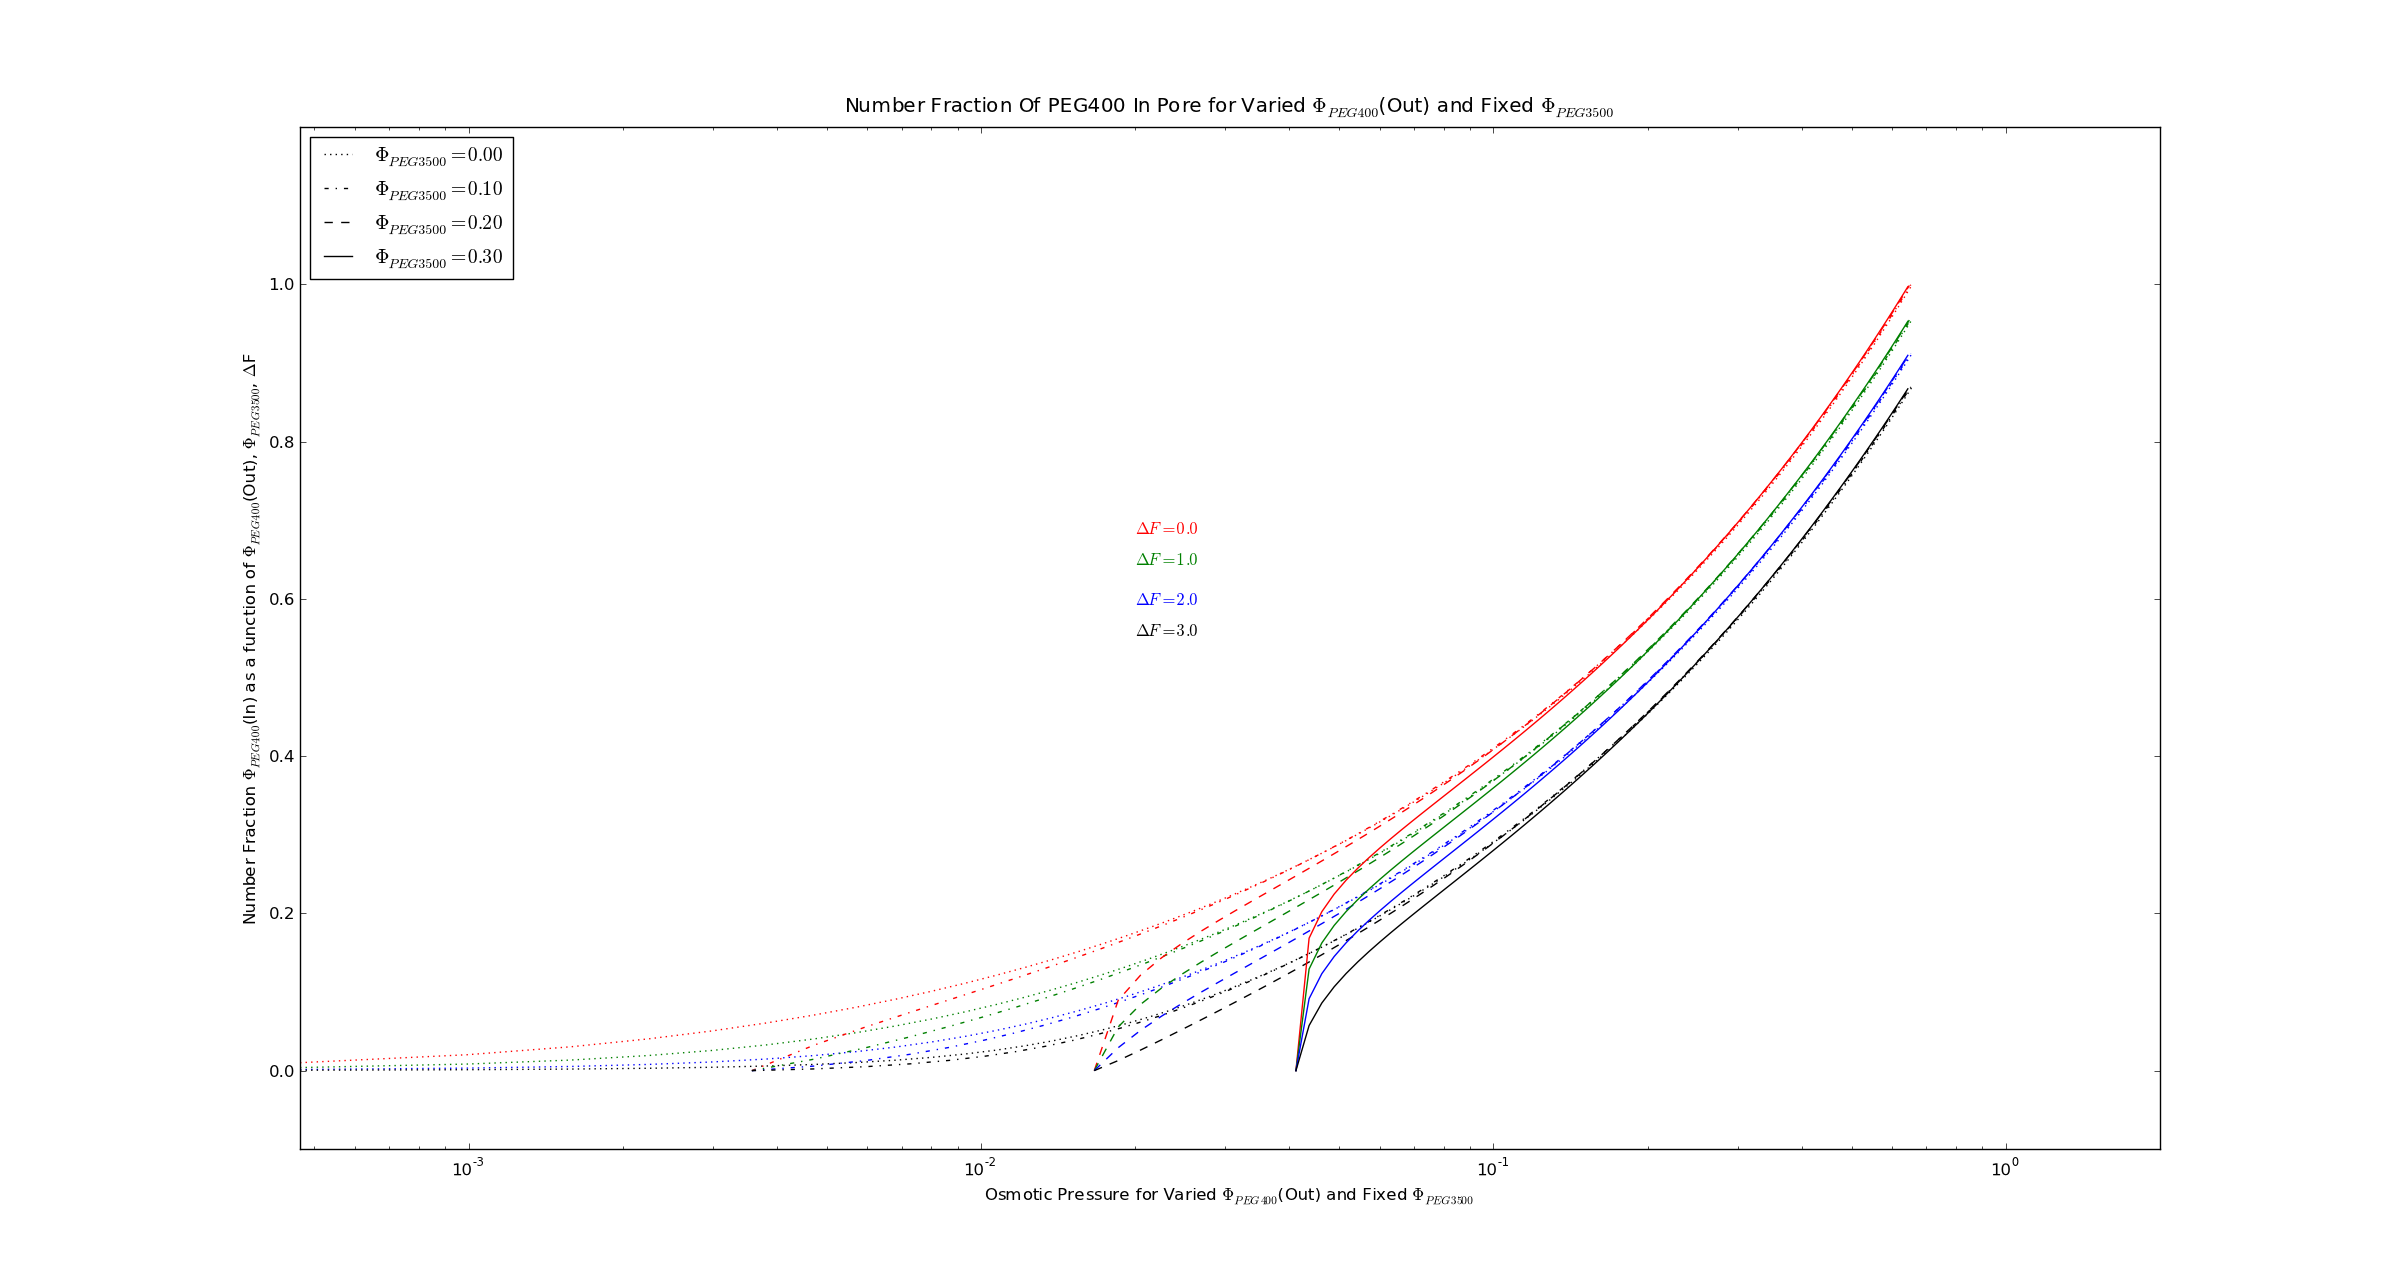 Number Fraction Of PEG400 In Pore for Varied Φ_PEG400(Out) and Fixed Φ_PEG3500
Φ_PEG3500 = 0.00
Φ_PEG3500 = 0.10
Φ_PEG3500 = 0.20
Φ_PEG3500 = 0.30
Number Fraction Φ_PEG400(In) as a function of Φ_PEG400(Out), Φ_PEG3500, ΔF
1.0
0.8
0.6
0.4
0.2
0.0
ΔF = 0.0
ΔF = 1.0
ΔF = 2.0
ΔF = 3.0
10^-3 10^-2 10^-1 10^0
Osmotic Pressure for Varied Φ_PEG400(Out) and Fixed Φ_PEG3500